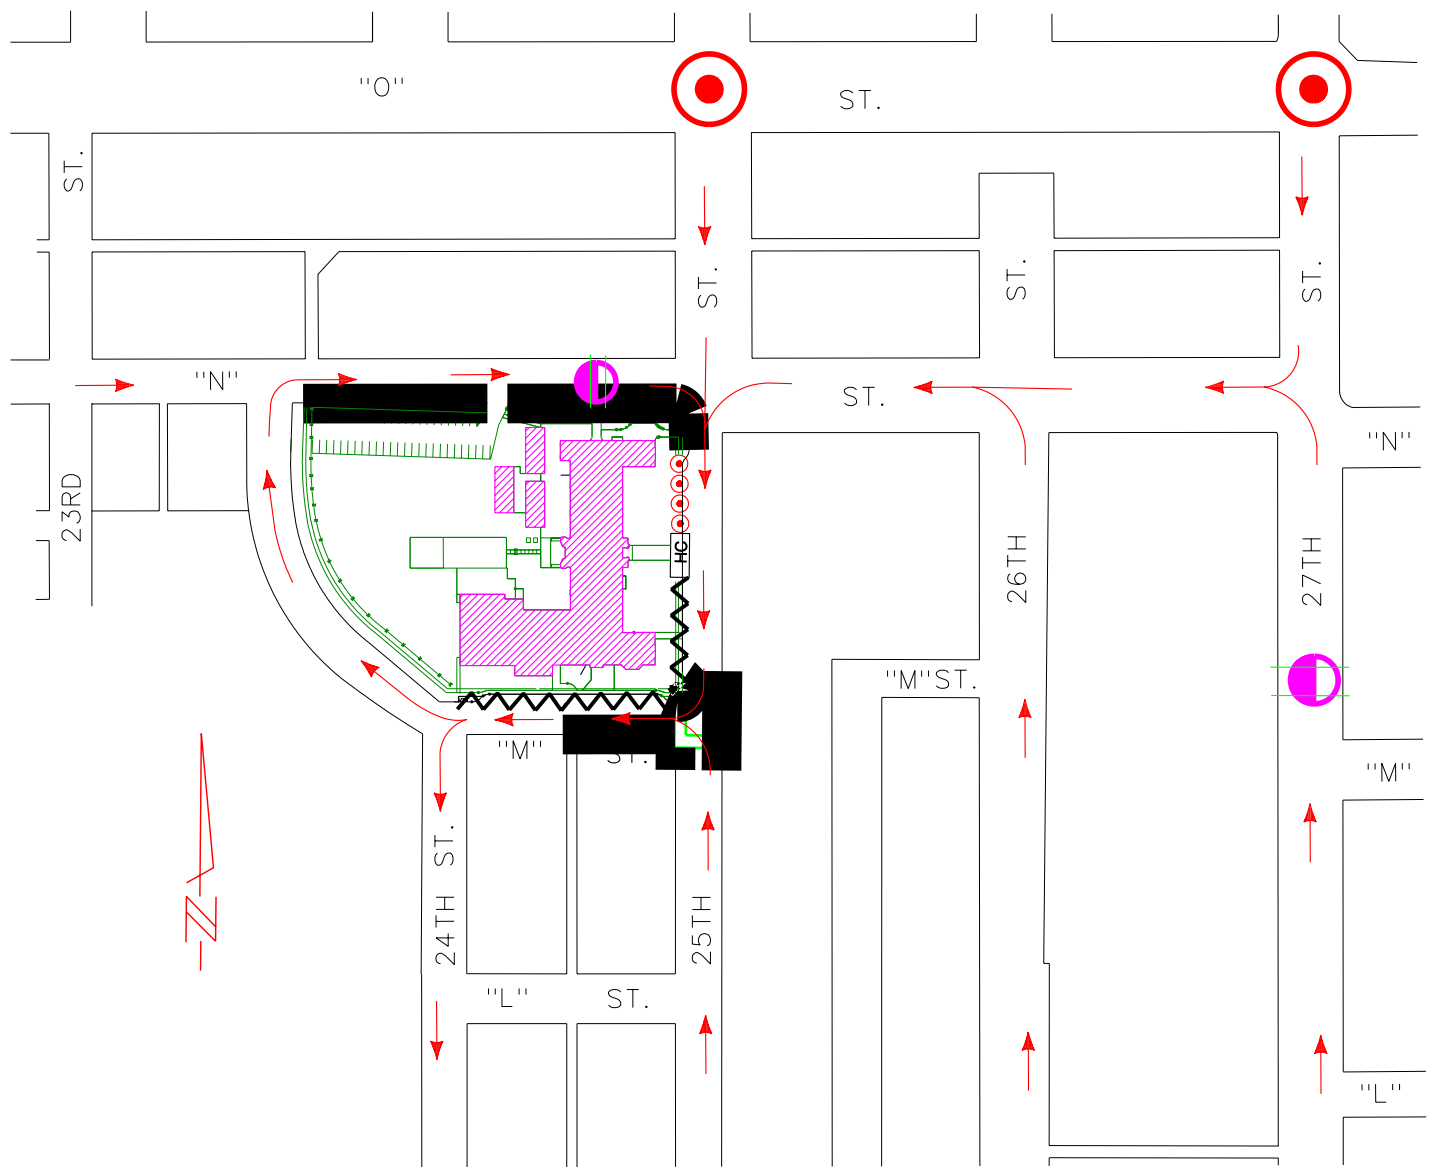 "O"
ST.
ST.
ST.
ST.
ST.
"N"
ST.
"N"
23RD
HC
26TH
27TH
"M" ST.
"M"
ST.
"M"
ST.
24TH
25TH
"L"
ST.
"L"
N